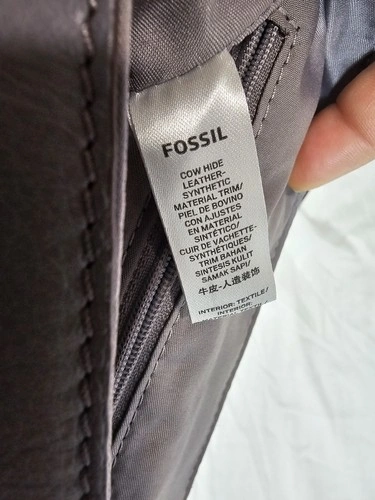 FOSSIL
COW HIDE
LEATHER-
SYNTHETIC
MATERIAL TRIM/
PIEL DE BOVINO
CON AJUSTES
EN MATERIAL
SINTÉTICO/
CUIR DE VACHETTE-
SYNTHÉTIQUES/
TRIM BAHAN
SINTESIS KULIT
SAMAK SAPI/
牛皮-人造装饰
INTERIOR: TEXTILE/
INTERIOR: